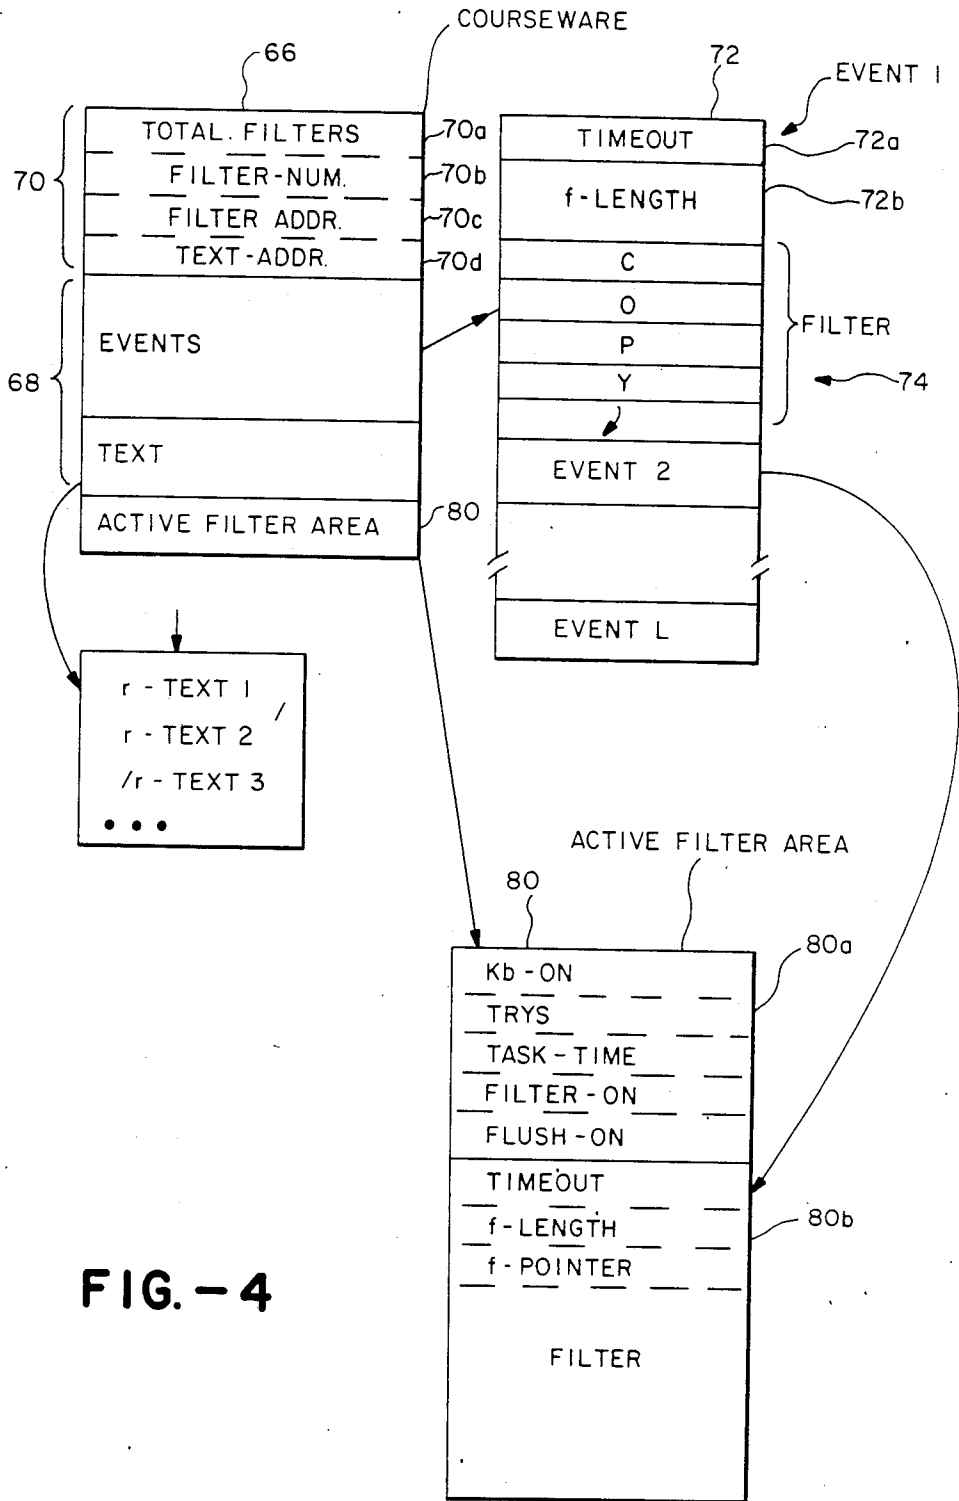 COURSEWARE
66
TOTAL. FILTERS
70a
FILTER-NUM.
70b
70
FILTER ADDR.
70c
TEXT-ADDR.
70d
EVENTS
68
TEXT
ACTIVE FILTER AREA
80
72
EVENT 1
TIMEOUT
72a
f-LENGTH
72b
C
O
P
Y
FILTER
74
EVENT 2
EVENT L
r - TEXT 1
/
r - TEXT 2
/r - TEXT 3
• • •
ACTIVE FILTER AREA
80
80a
Kb - ON
TRYS
TASK - TIME
FILTER - ON
FLUSH - ON
TIMEOUT
80b
f - LENGTH
f - POINTER
FILTER
FIG. - 4